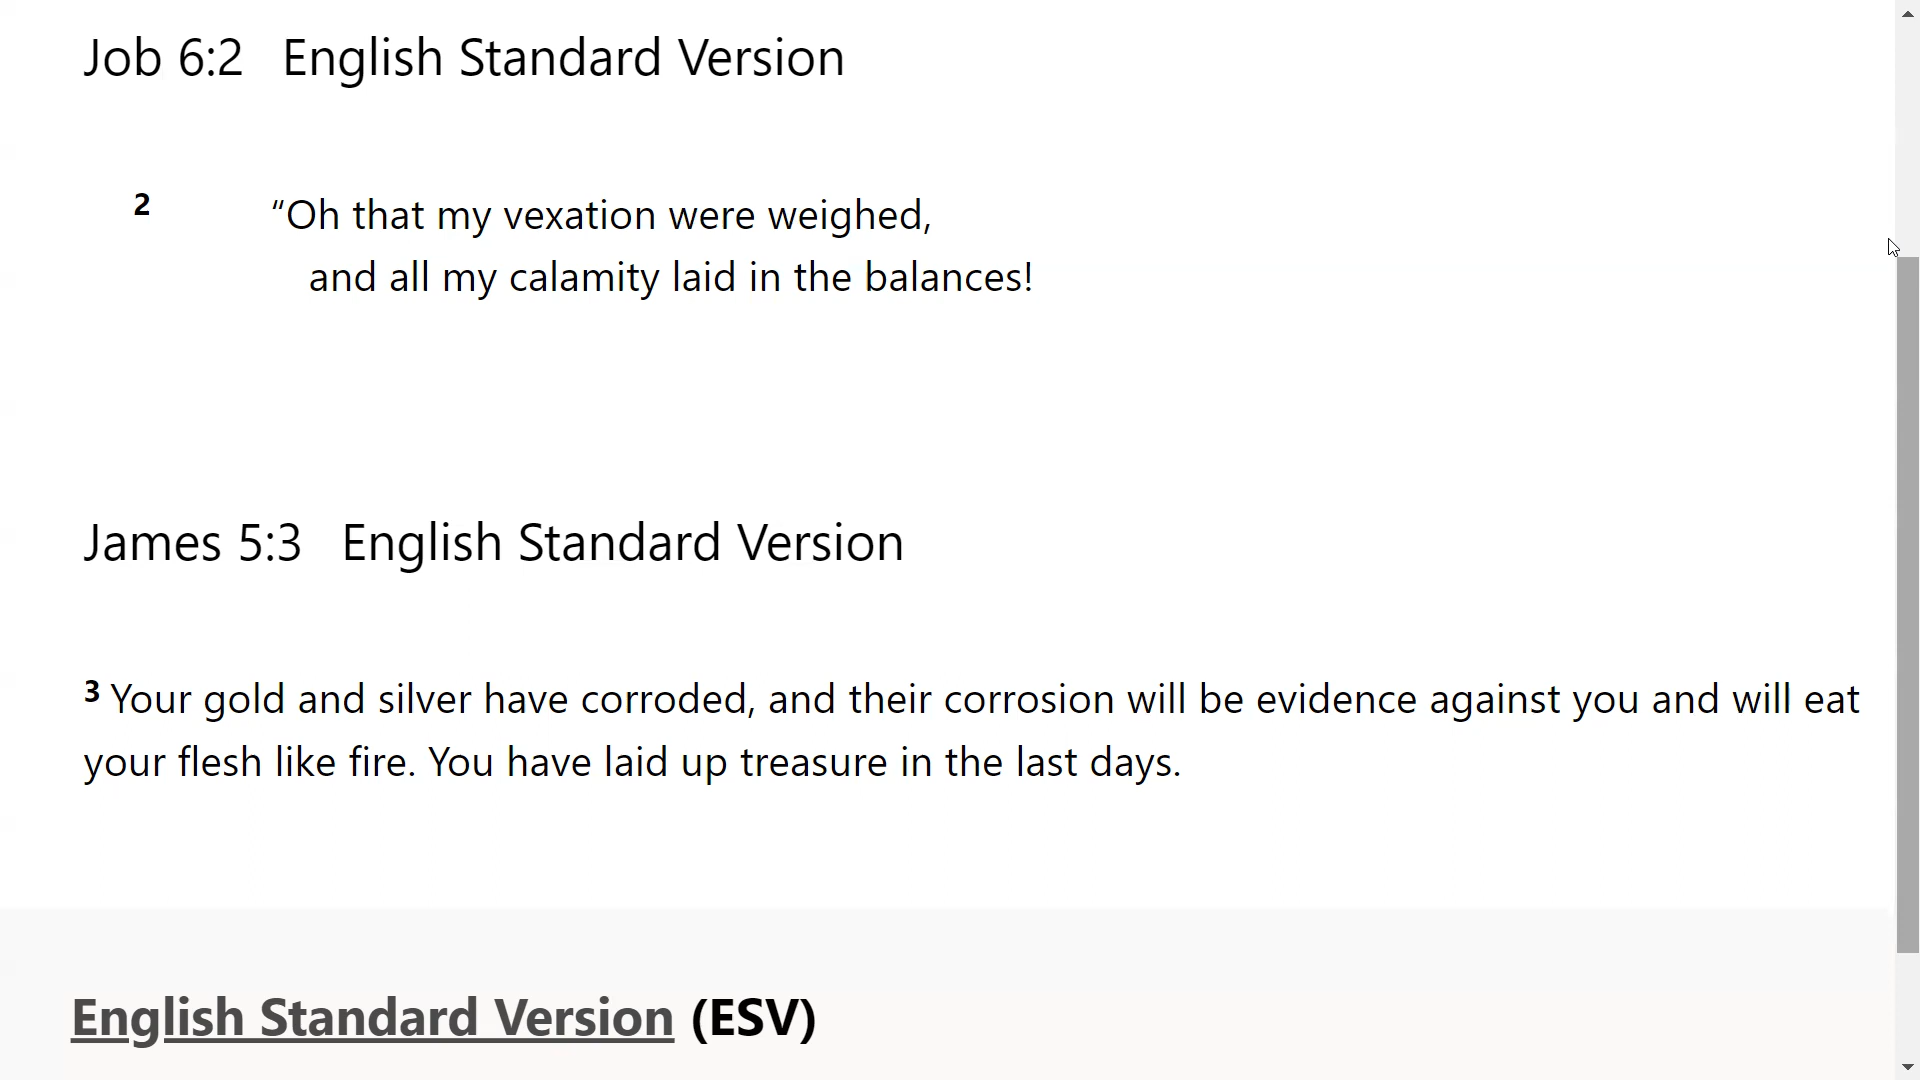 Job 6:2 English Standard Version
2 “Oh that my vexation were weighed,
and all my calamity laid in the balances!
James 5:3 English Standard Version
3 Your gold and silver have corroded, and their corrosion will be evidence against you and will eat
your flesh like fire. You have laid up treasure in the last days.
English Standard Version (ESV)